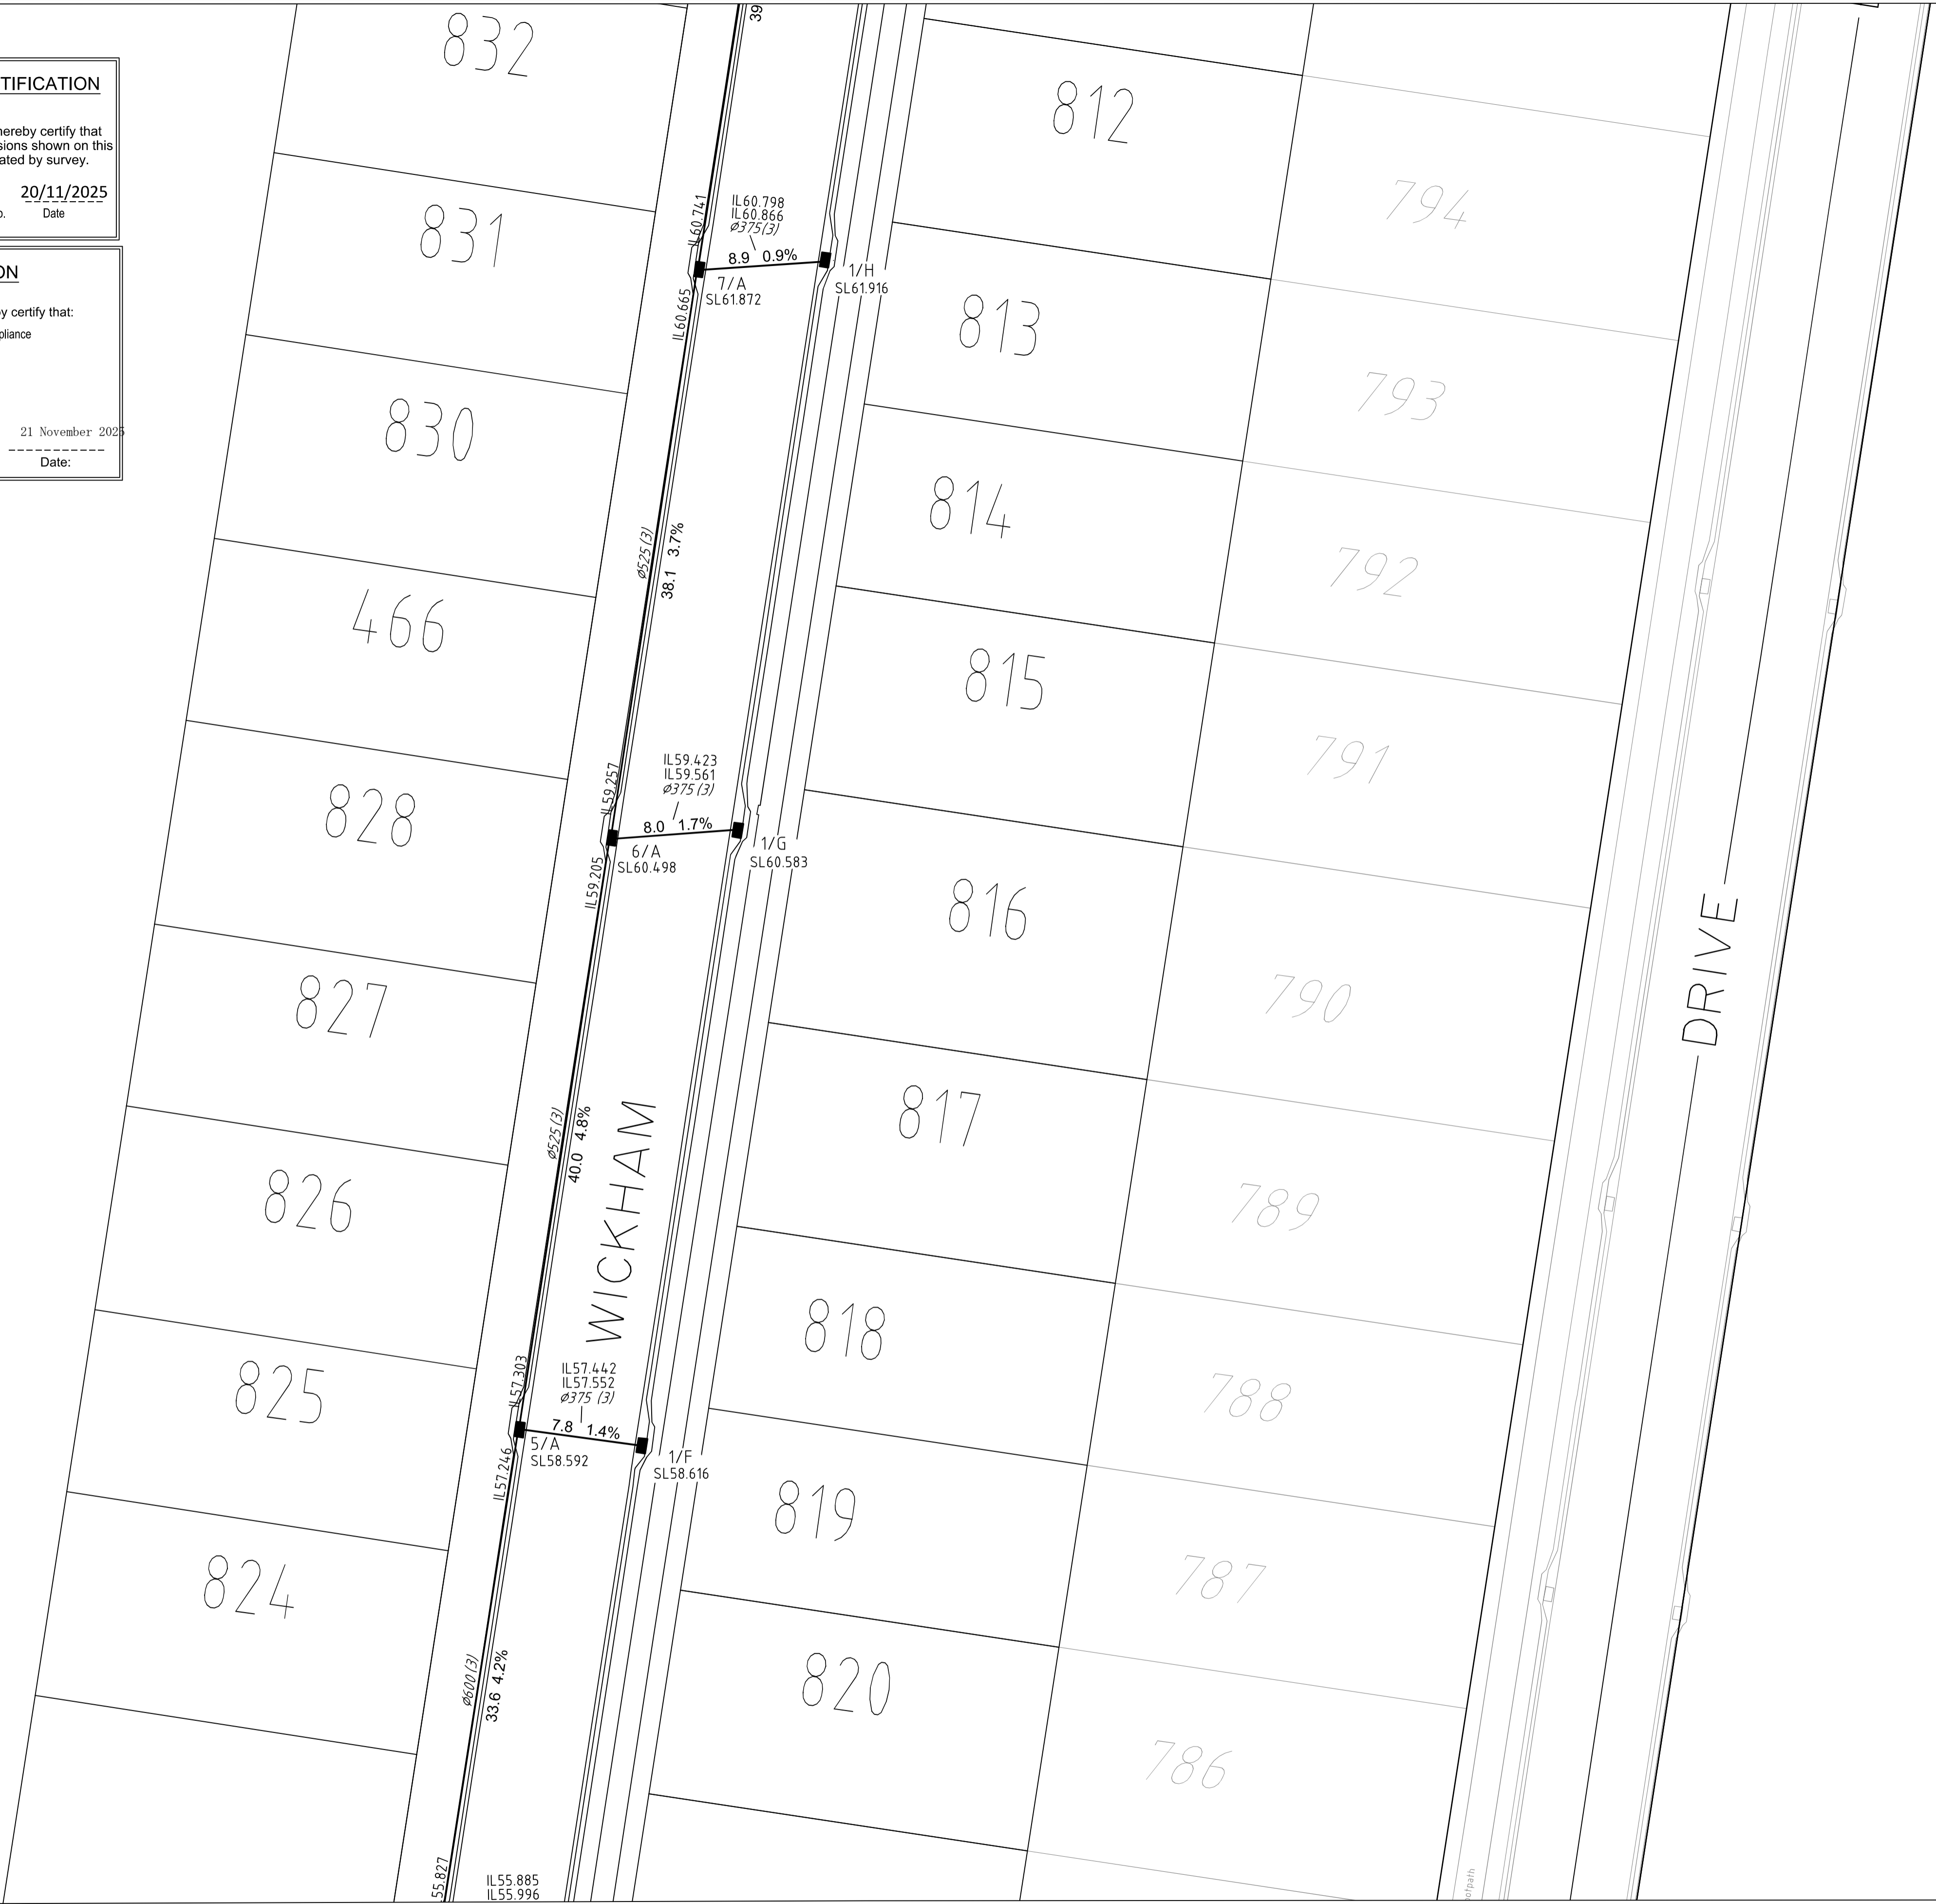 TIFICATION
hereby certify that
sions shown on this
ated by survey.
20/11/2025
o. Date
ON
by certify that:
pliance
21 November 2025
Date:
832
831
830
466
828
827
826
825
824
39
IL60.741
IL60.798
IL60.866
Ø375(3)
8.9 0.9%
7/A
SL61.872
1/H
SL61.916
IL60.665
Ø525(3)
38.1 3.7%
IL59.257
IL59.423
IL59.561
Ø375(3)
8.0 1.7%
6/A
SL60.498
1/G
SL60.583
IL59.205
Ø525(3)
40.0 4.8%
WICKHAM
IL57.303
IL57.442
IL57.552
Ø375 (3)
7.8 1.4%
5/A
SL58.592
1/F
SL58.616
IL57.246
Ø600(3)
33.6 4.2%
55.827
IL55.885
IL55.996
812
813
814
815
816
817
818
819
820
794
793
792
791
790
789
788
787
786
DRIVE
otpath